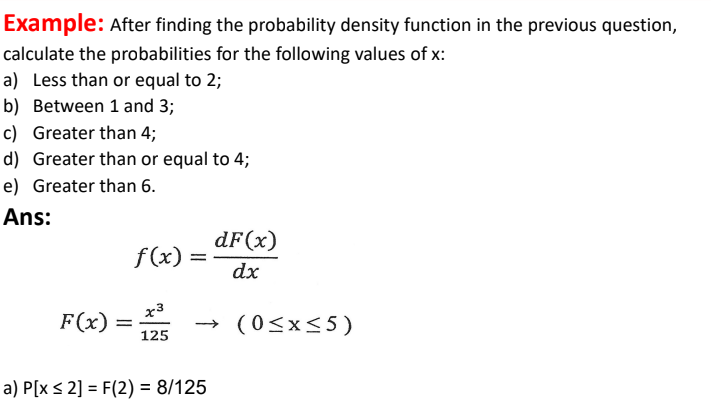 Example: After finding the probability density function in the previous question,
calculate the probabilities for the following values of x:
a) Less than or equal to 2;
b) Between 1 and 3;
c) Greater than 4;
d) Greater than or equal to 4;
e) Greater than 6.
Ans:
f(x) = dF(x)/dx
F(x) = x³/125 → ( 0 ≤ x ≤ 5 )
a) P[x ≤ 2] = F(2) = 8/125